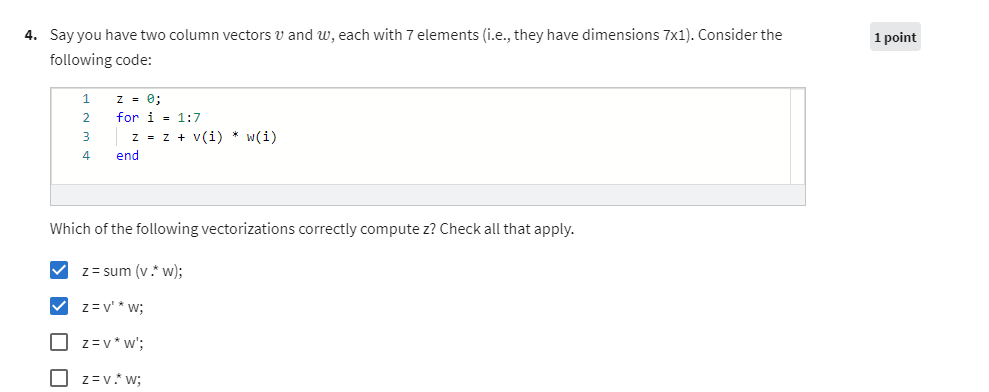 4. Say you have two column vectors v and w, each with 7 elements (i.e., they have dimensions 7x1). Consider the
1 point
following code:
1 z = 0;
2 for i = 1:7
3 z = z + v(i) * w(i)
4 end
Which of the following vectorizations correctly compute z? Check all that apply.
z = sum (v .* w);
z = v' * w;
z = v * w';
z = v .* w;